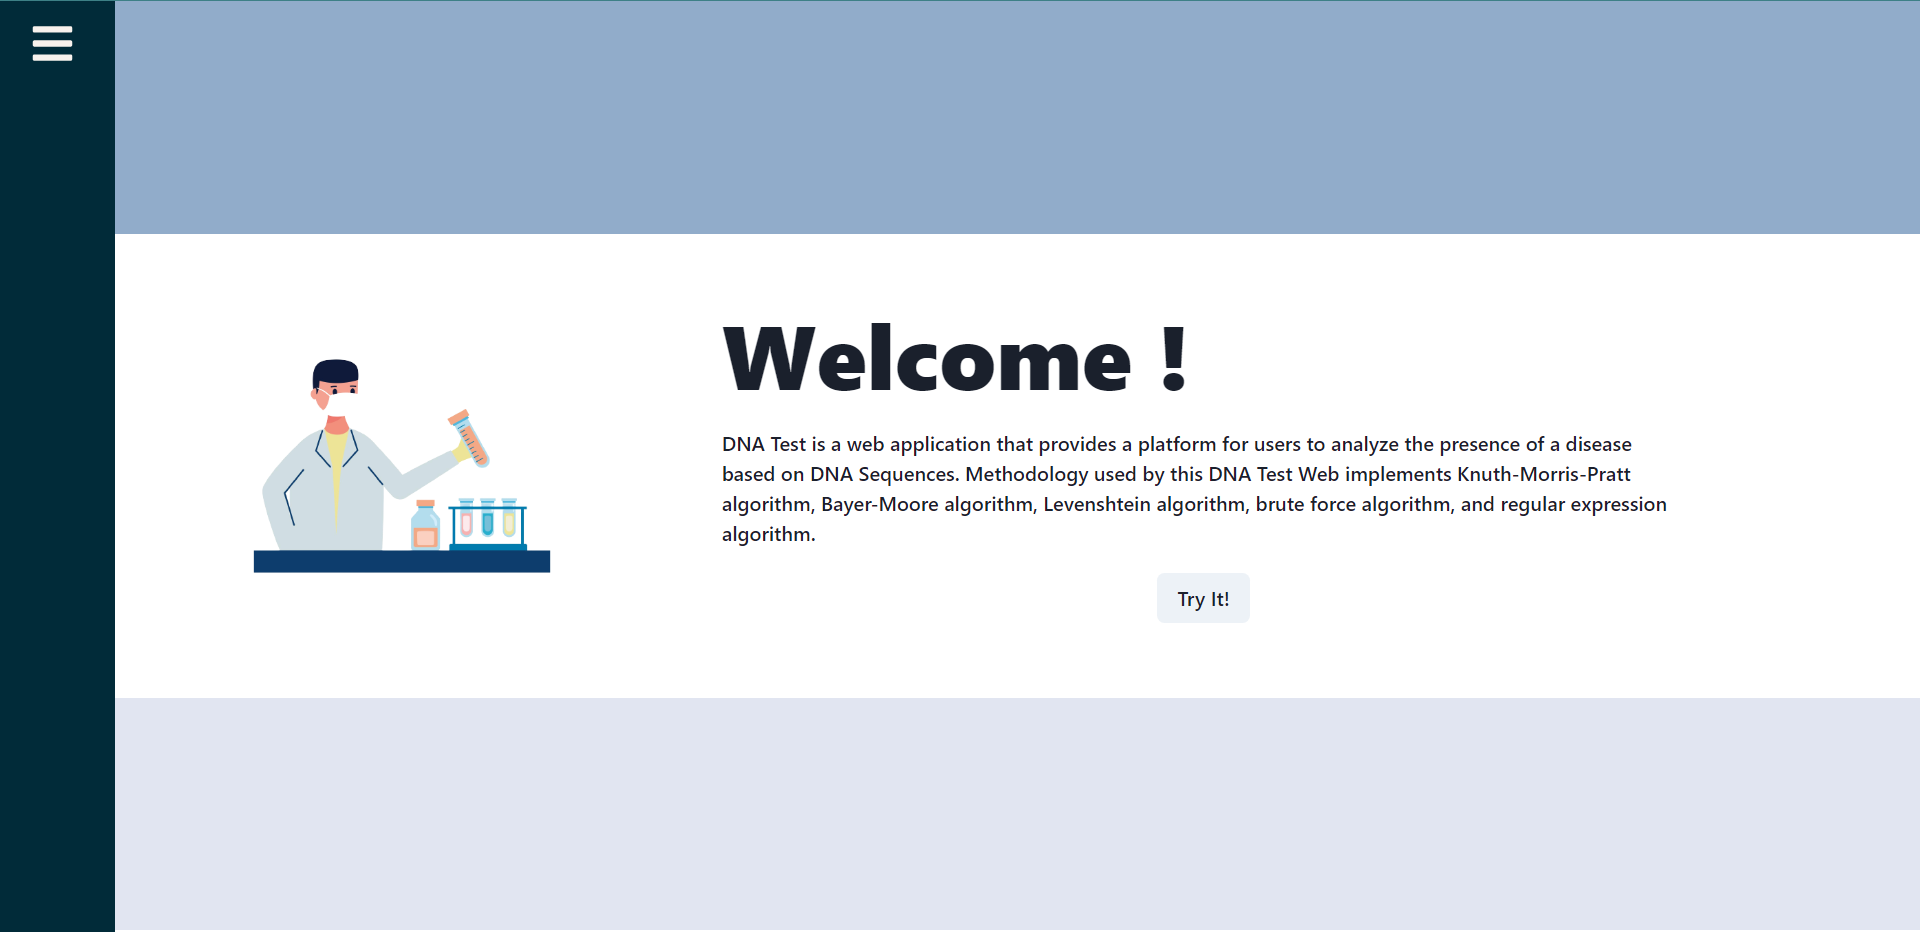 Welcome !
DNA Test is a web application that provides a platform for users to analyze the presence of a disease
based on DNA Sequences. Methodology used by this DNA Test Web implements Knuth-Morris-Pratt
algorithm, Bayer-Moore algorithm, Levenshtein algorithm, brute force algorithm, and regular expression
algorithm.
Try It!